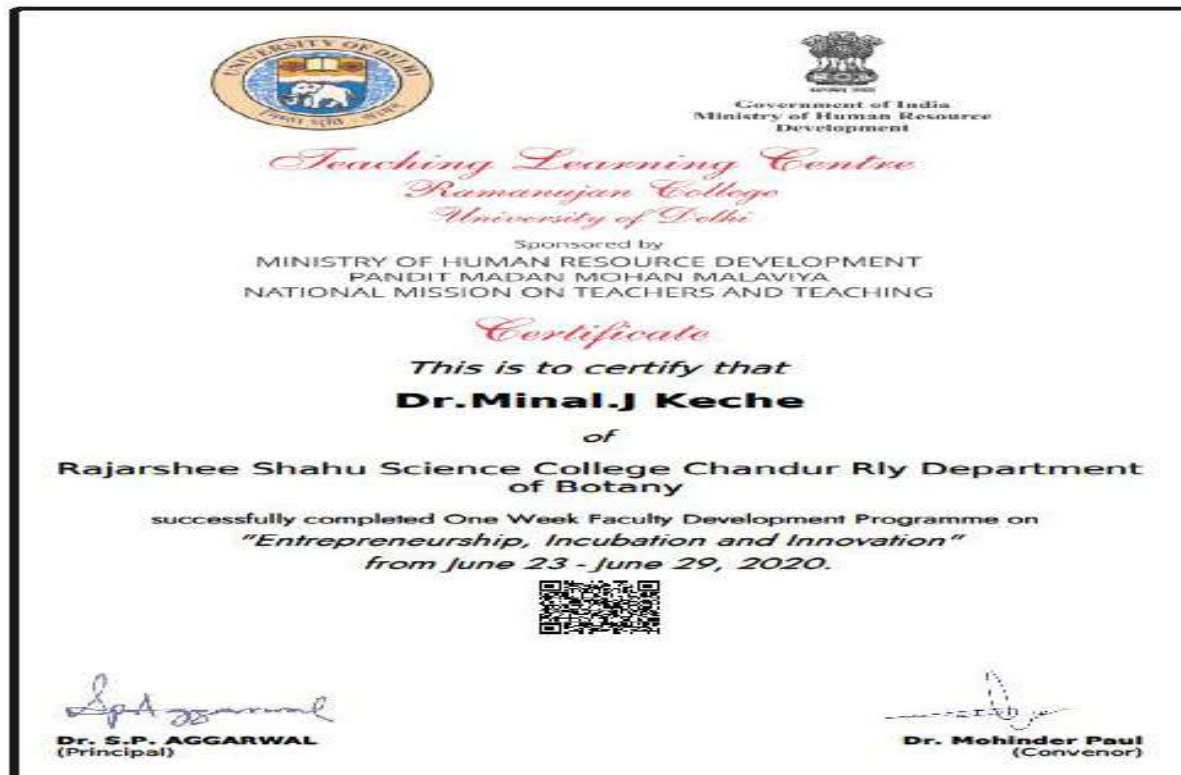 UNIVERSITY OF DELHI
Government of India
Ministry of Human Resource
Development
Teaching Learning Centre
Ramanujan College
University of Delhi
Sponsored by
MINISTRY OF HUMAN RESOURCE DEVELOPMENT
PANDIT MADAN MOHAN MALAVIYA
NATIONAL MISSION ON TEACHERS AND TEACHING
Certificate
This is to certify that
Dr.Minal.J Keche
of
Rajarshee Shahu Science College Chandur Rly Department
of Botany
successfully completed One Week Faculty Development Programme on
"Entrepreneurship, Incubation and Innovation"
from June 23 - June 29, 2020.
SpAggarwal
Dr. S.P. AGGARWAL
(Principal)
Dr. Mohinder Paul
(Convenor)